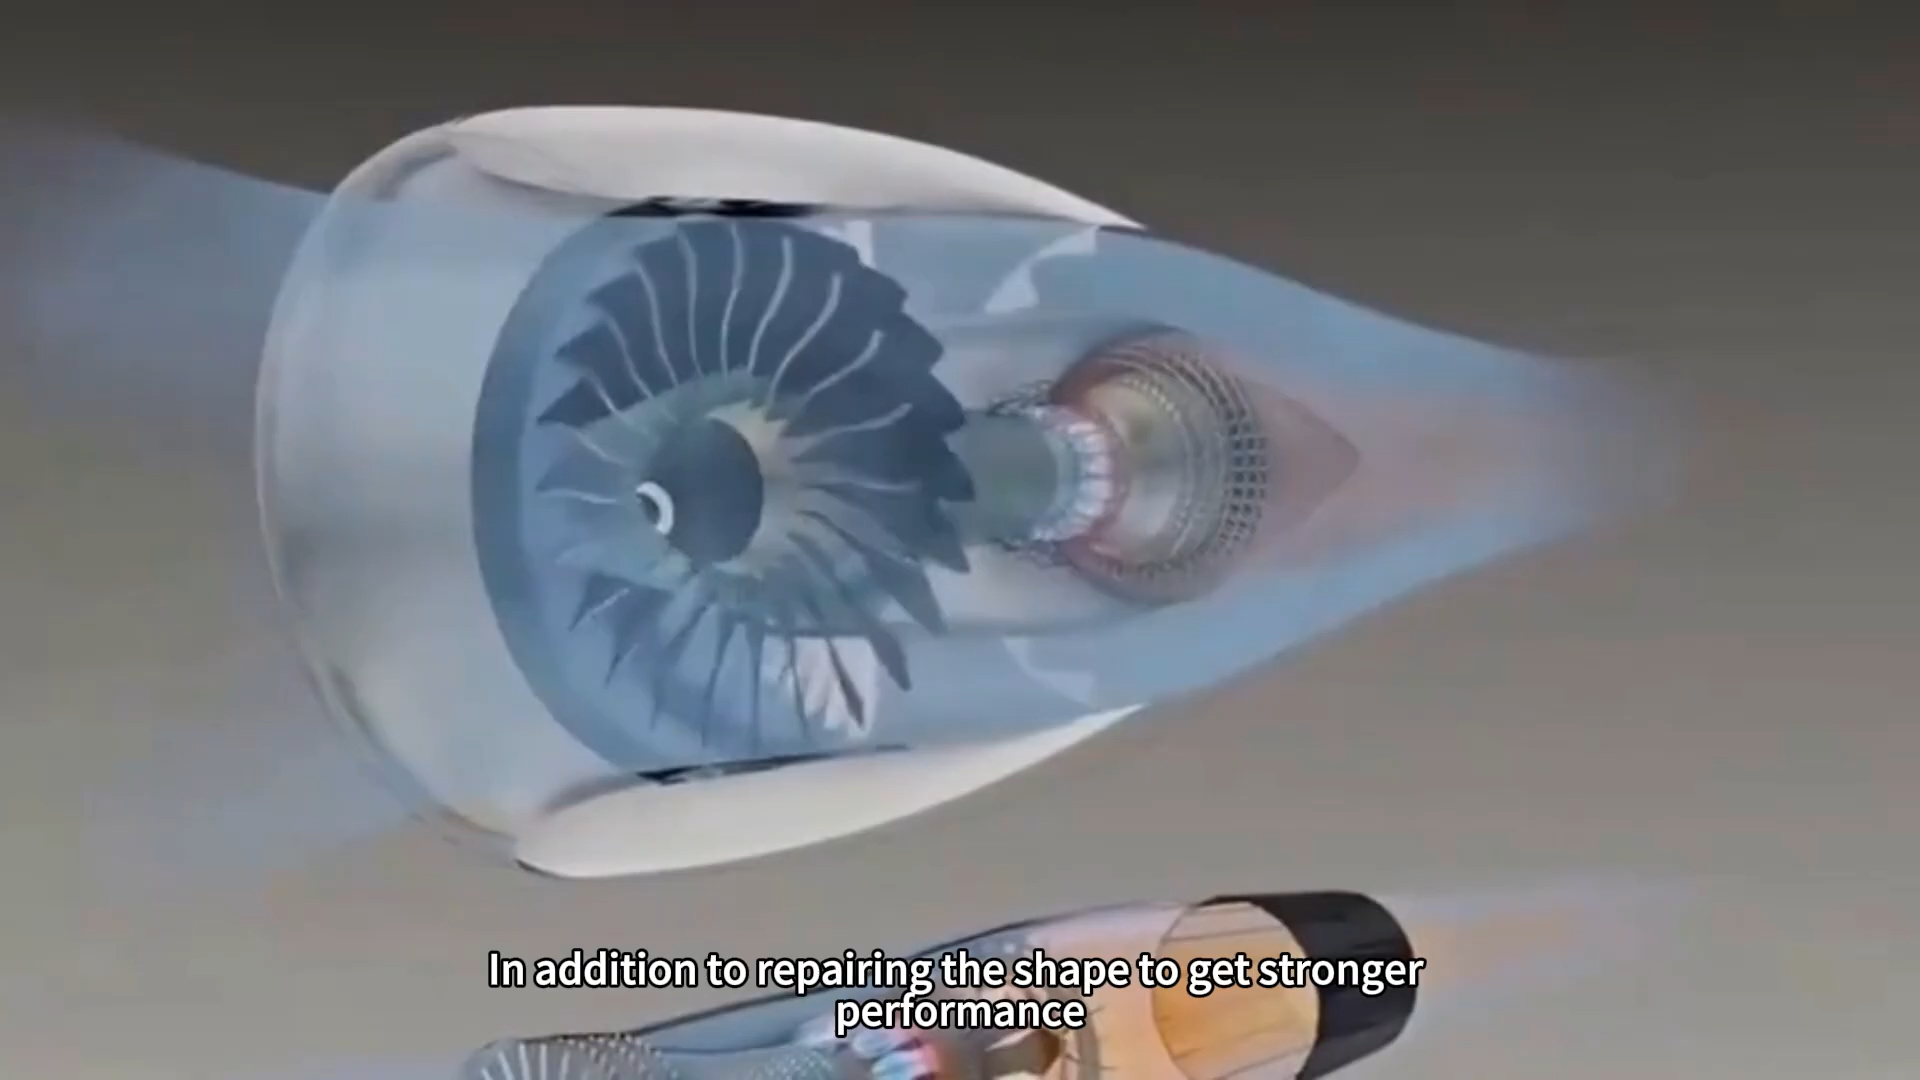 In addition to repairing the shape to get stronger
performance